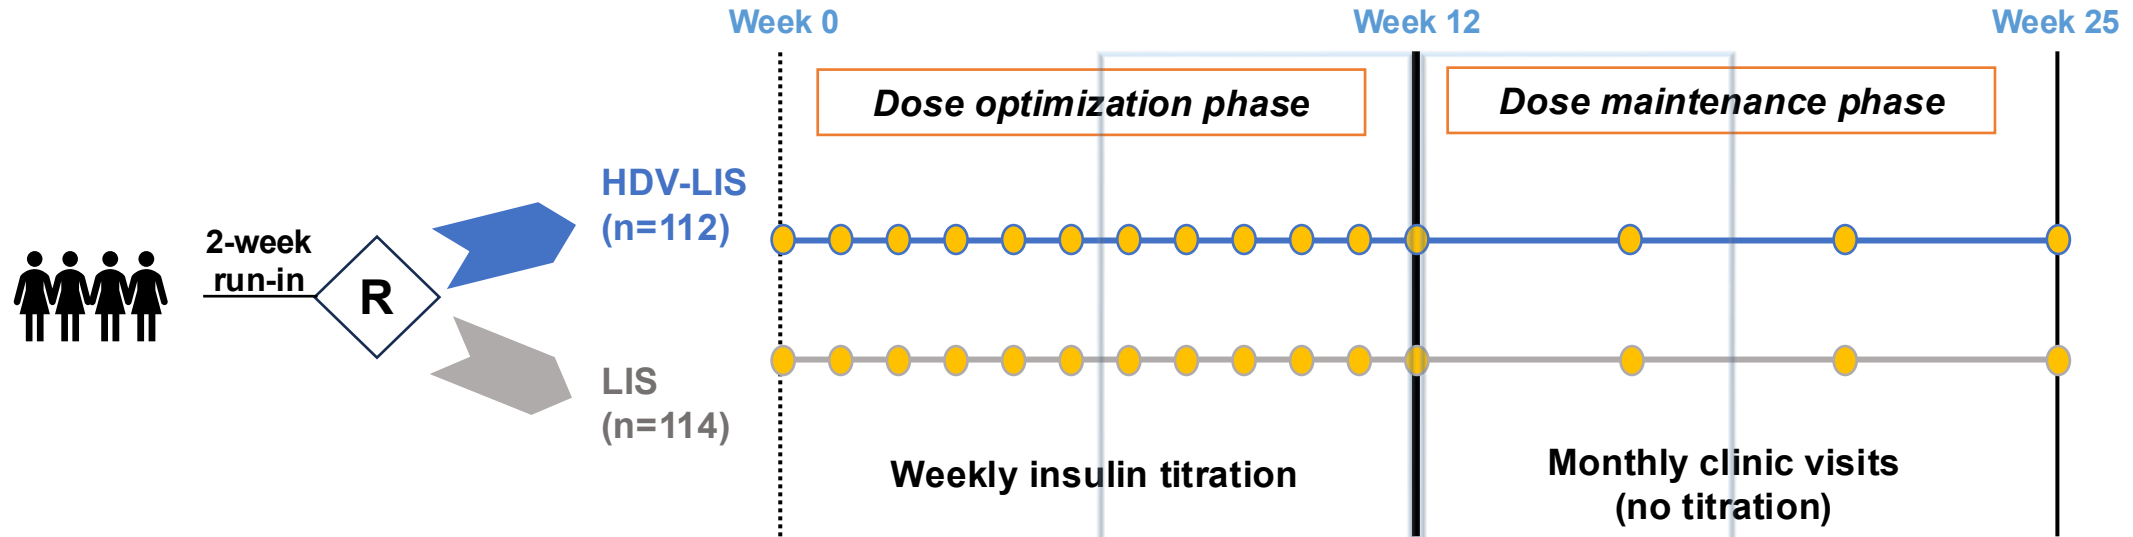 Week 0
Week 12
Week 25
Dose optimization phase
Dose maintenance phase
2-week
run-in
R
HDV-LIS
(n=112)
LIS
(n=114)
Weekly insulin titration
Monthly clinic visits
(no titration)